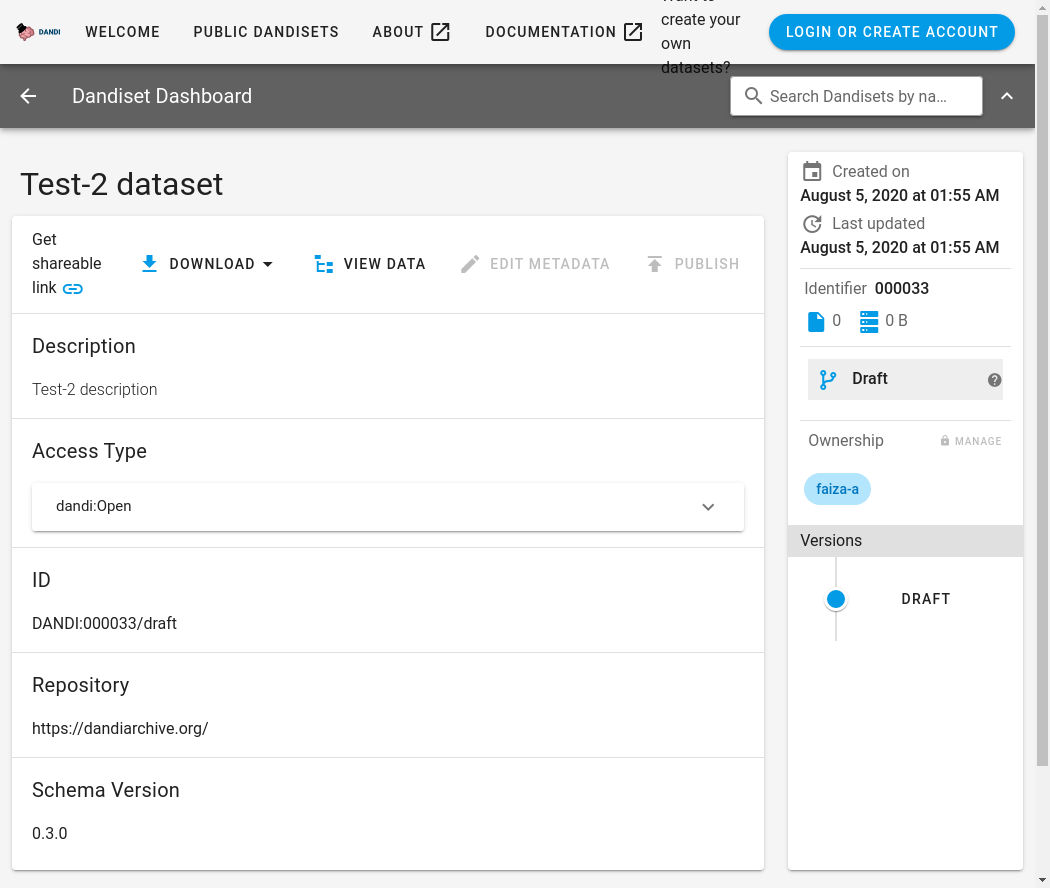 DANDI
WELCOME
PUBLIC DANDISETS
ABOUT
DOCUMENTATION
create your
own
datasets?
LOGIN OR CREATE ACCOUNT
Dandiset Dashboard
Search Dandisets by na...
Test-2 dataset
Get
shareable
link
DOWNLOAD
VIEW DATA
EDIT METADATA
PUBLISH
Description
Test-2 description
Access Type
dandi:Open
ID
DANDI:000033/draft
Repository
https://dandiarchive.org/
Schema Version
0.3.0
Created on
August 5, 2020 at 01:55 AM
Last updated
August 5, 2020 at 01:55 AM
Identifier 000033
0 0 B
Draft
Ownership MANAGE
faiza-a
Versions
DRAFT